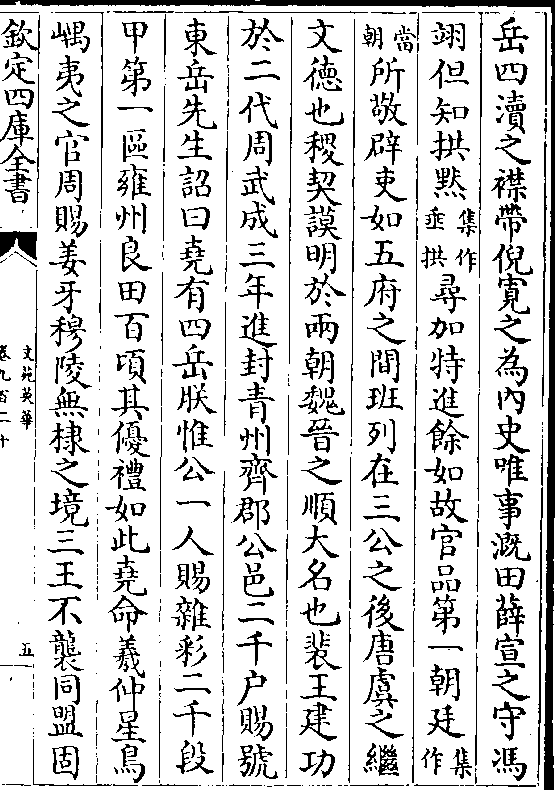 岳四瀆之襟帶倪寛之為内史唯事溉田薛宣之守馮
翊但知拱黙集作垂拱尋加特進餘如故官品第一朝廷集作
當朝所敬辟吏如五府之間班列在三公之後唐虞之繼
文德也稷契謨明於兩朝魏晉之順大名也裴王建功
於二代周武成三年進封青州齊郡公邑二千户賜號
東岳先生詔曰堯有四岳朕惟公一人賜雜彩二千段
甲第一區雍州良田百頃其優禮如此堯命羲仲星鳥
嵎夷之官周賜姜牙穆陵無棣之境三王不襲同盟固
欽定四庫全書
文苑英華
卷九百二十
五